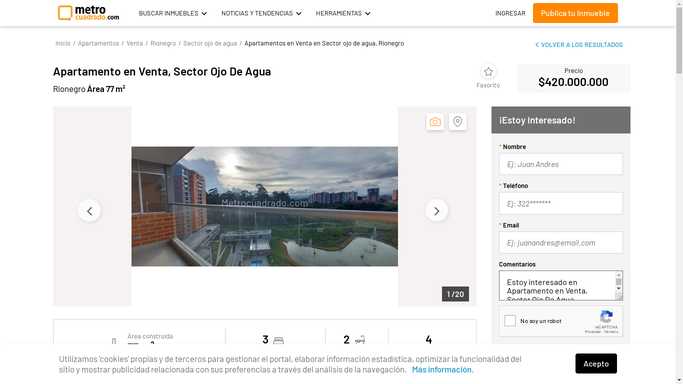 metro
cuadrado.com
BUSCAR INMUEBLES
NOTICIAS Y TENDENCIAS
HERRAMIENTAS
INGRESAR
Publica tu Inmueble
Inicio / Apartamentos / Venta / Rionegro / Sector ojo de agua / Apartamentos en Venta en Sector ojo de agua, Rionegro
VOLVER A LOS RESULTADOS
Apartamento en Venta, Sector Ojo De Agua
Rionegro Área 77 m²
Favorito
Precio
$420.000.000
¡Estoy Interesado!
* Nombre
Ej: Juan Andres
* Teléfono
Ej: 322*******
* Email
Ej: juanandres@email.com
Comentarios
Estoy interesado en
Apartamento en Venta,
Sector Ojo De Agua
No soy un robot
reCAPTCHA
Privacidad - Términos
Metrocuadrado.com
1 / 20
Área construida
3
2
4
Utilizamos 'cookies' propias y de terceros para gestionar el portal, elaborar información estadística, optimizar la funcionalidad del
sitio y mostrar publicidad relacionada con sus preferencias a través del análisis de la navegación. Más información.
Acepto